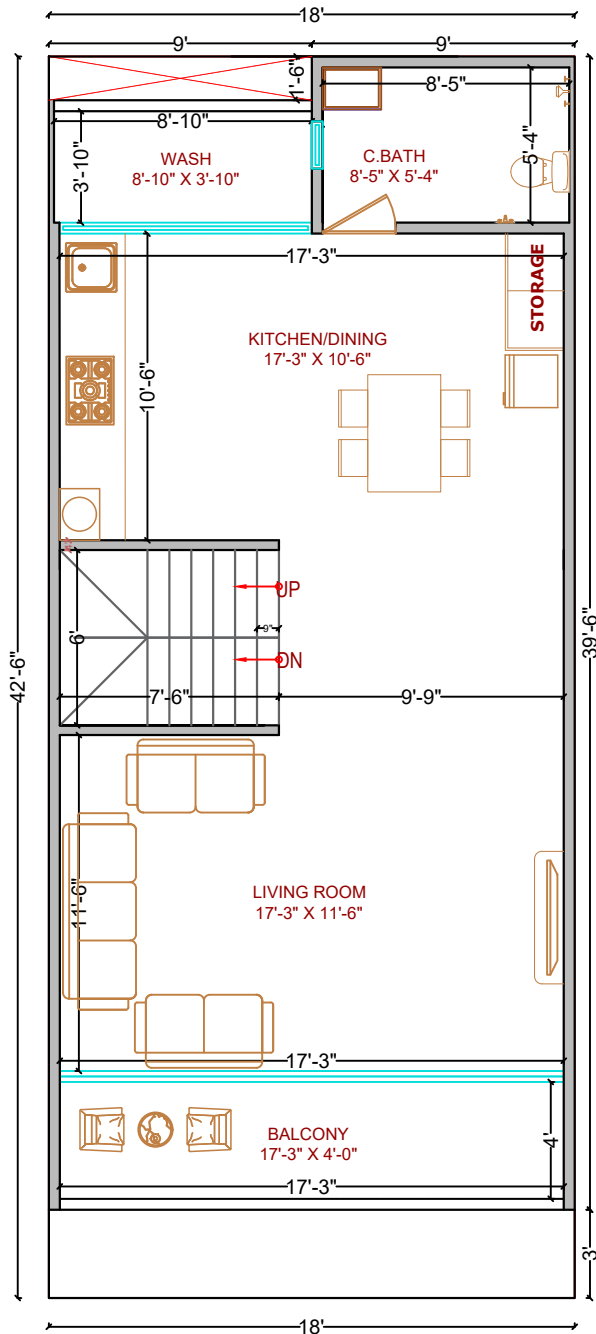 18'
9'
9'
1'-6"
8'-5"
8'-10"
WASH
8'-10" X 3'-10"
3'-10"
C.BATH
8'-5" X 5'-4"
5'-4"
17'-3"
STORAGE
KITCHEN/DINING
17'-3" X 10'-6"
10'-6"
UP
9"
6'
DN
7'-6"
9'-9"
42'-6"
39'-6"
LIVING ROOM
17'-3" X 11'-6"
11'-6"
17'-3"
BALCONY
17'-3" X 4'-0"
4'
17'-3"
3'
18'